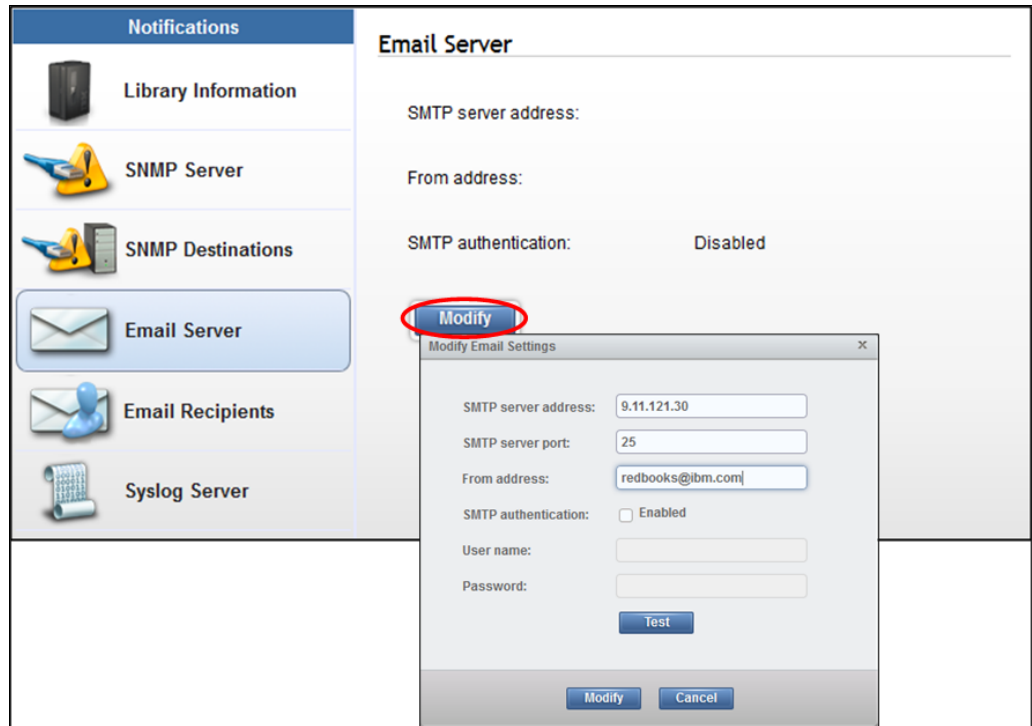 Notifications
Library Information
SNMP Server
SNMP Destinations
Email Server
Email Recipients
Syslog Server
Email Server
SMTP server address:
From address:
SMTP authentication: Disabled
Modify
Modify Email Settings x
SMTP server address: 9.11.121.30
SMTP server port: 25
From address: redbooks@ibm.com
SMTP authentication: Enabled
User name:
Password:
Test
Modify Cancel